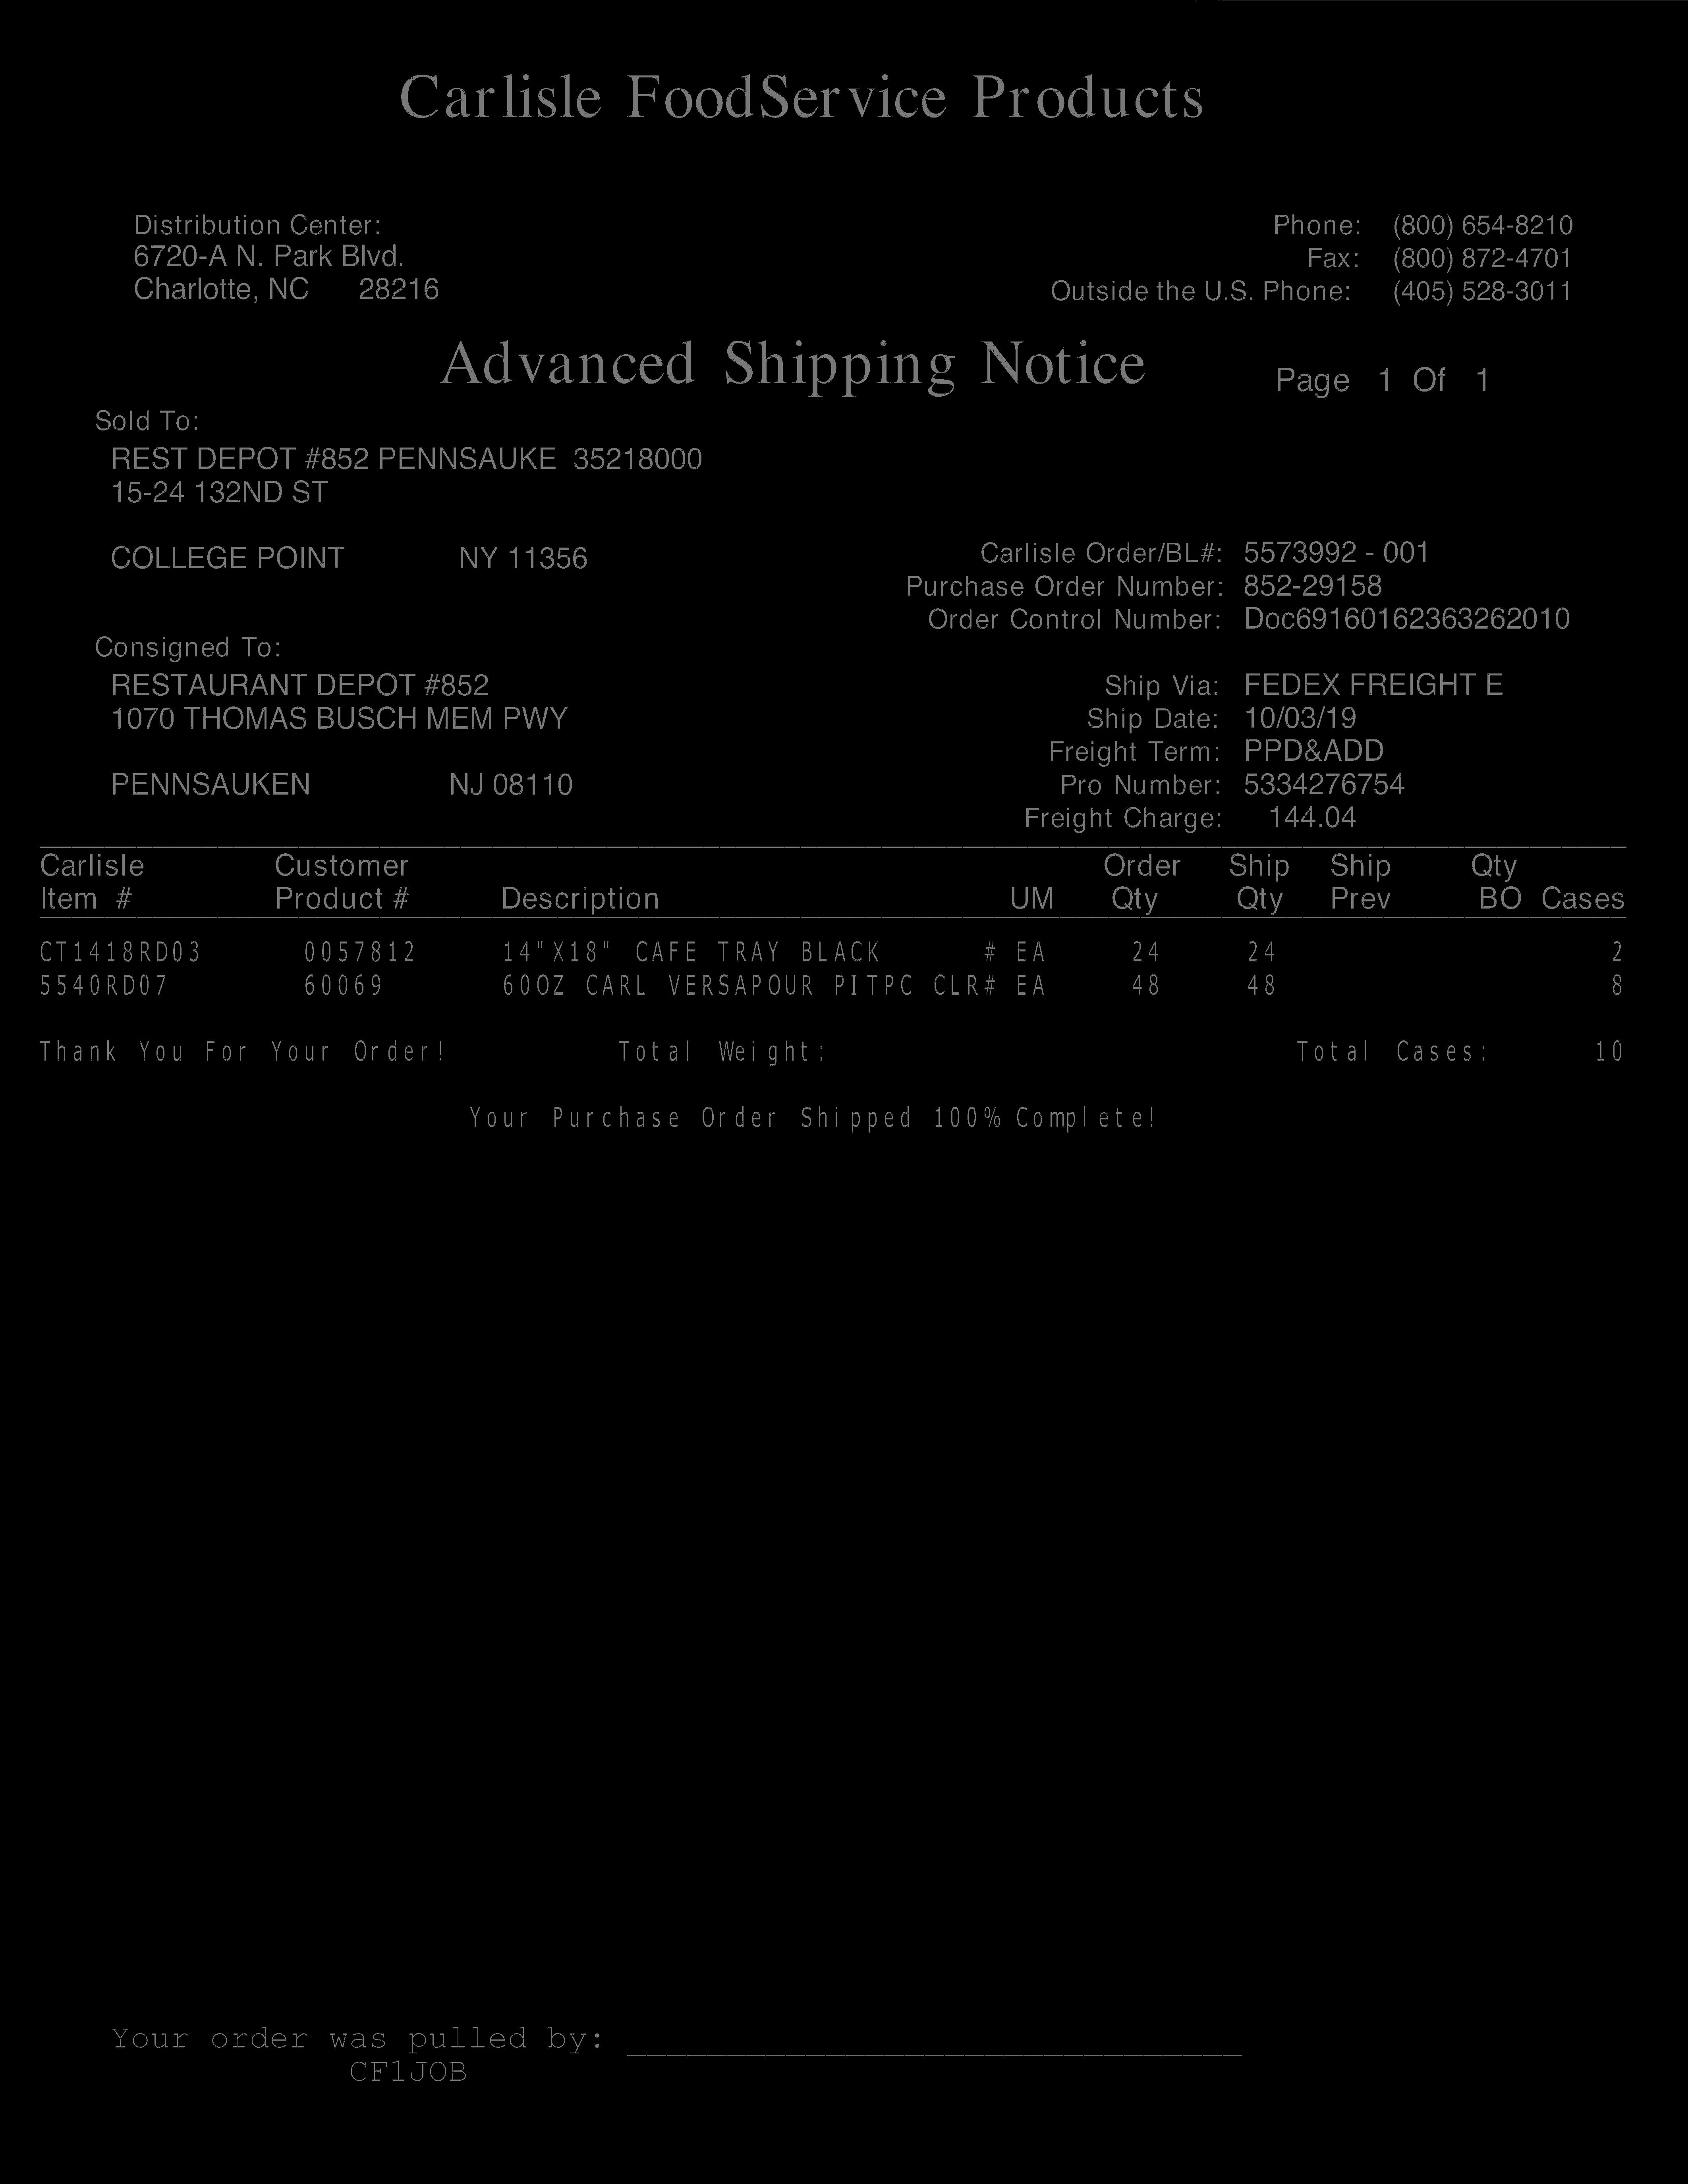 Carlisle FoodService Products
Distribution Center:
6720-A N. Park Blvd.
Charlotte, NC 28216
Phone: (800) 654-8210
Fax: (800) 872-4701
Outside the U.S. Phone: (405) 528-3011
Advanced Shipping Notice
Page 1 Of 1
Sold To:
REST DEPOT #852 PENNSAUKE 35218000
15-24 132ND ST
COLLEGE POINT NY 11356
Carlisle Order/BL#: 5573992 - 001
Purchase Order Number: 852-29158
Order Control Number: Doc69160162363262010
Consigned To:
RESTAURANT DEPOT #852
1070 THOMAS BUSCH MEM PWY
PENNSAUKEN NJ 08110
Ship Via: FEDEX FREIGHT E
Ship Date: 10/03/19
Freight Term: PPD&ADD
Pro Number: 5334276754
Freight Charge: 144.04
Carlisle Customer Order Ship Ship Qty
Item # Product # Description UM Qty Qty Prev BO Cases
CT1418RD03 0057812 14"X18" CAFE TRAY BLACK # EA 24 24 2
5540RD07 60069 60OZ CARL VERSAPOUR PITPC CLR# EA 48 48 8
Thank You For Your Order! Total Weight: Total Cases: 10
Your Purchase Order Shipped 100% Complete!
Your order was pulled by: ______________________________
CF1JOB